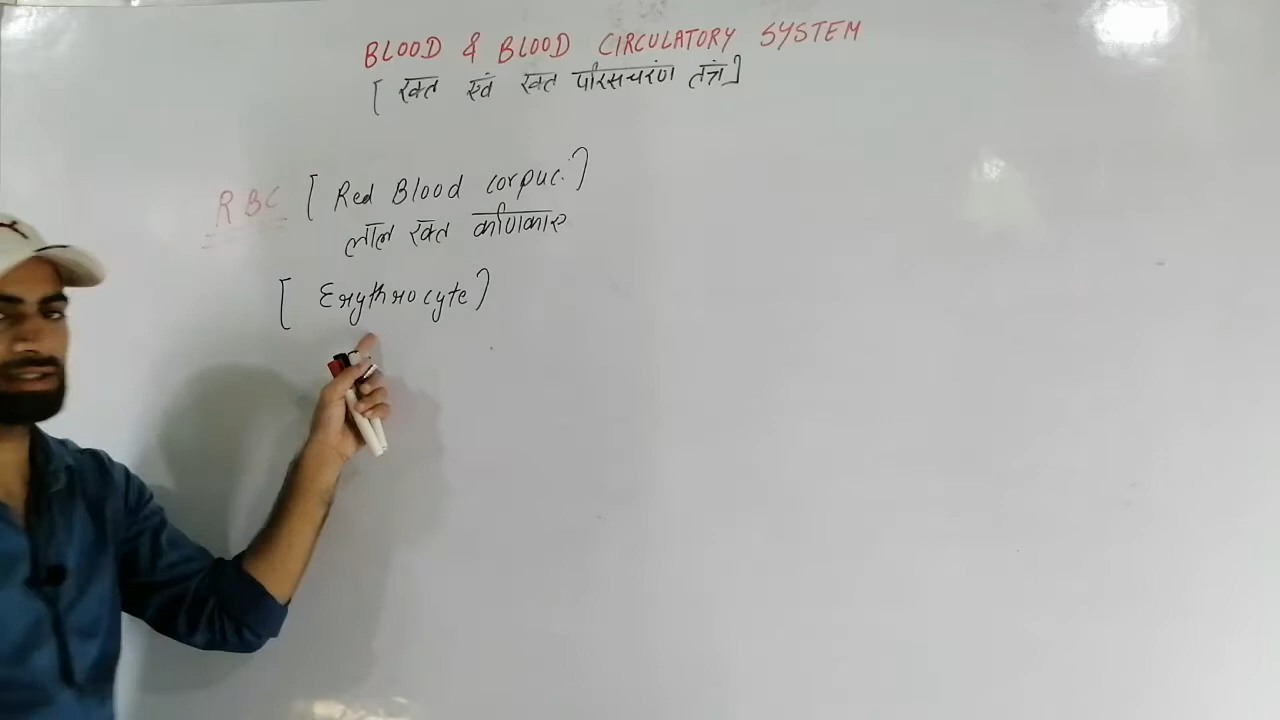 BLOOD & BLOOD CIRCULATORY SYSTEM
[ रक्त एवं रक्त परिसंचरण तंत्र ]
RBC [ Red Blood corpuc. ]
लाल रक्त कणिकाए
[ Erythrocyte ]